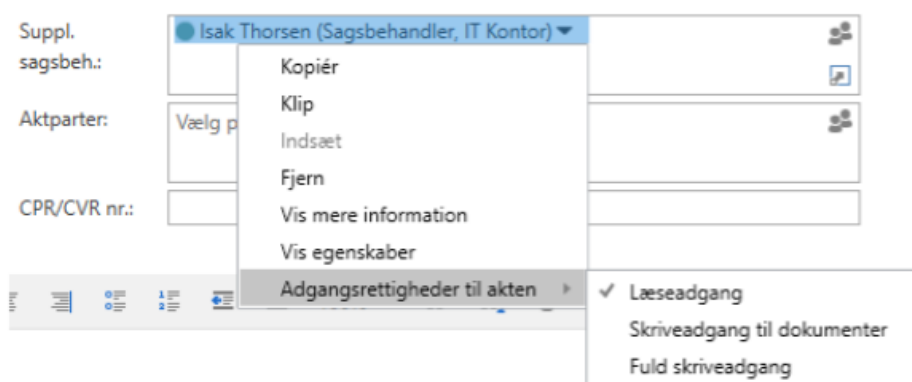 Suppl.
sagsbeh.:
Isak Thorsen (Sagsbehandler, IT Kontor)
Kopiér
Klip
Aktparter:
Vælg p
Indsæt
Fjern
CPR/CVR nr.:
Vis mere information
Vis egenskaber
Adgangsrettigheder til akten
Læseadgang
Skriveadgang til dokumenter
Fuld skriveadgang